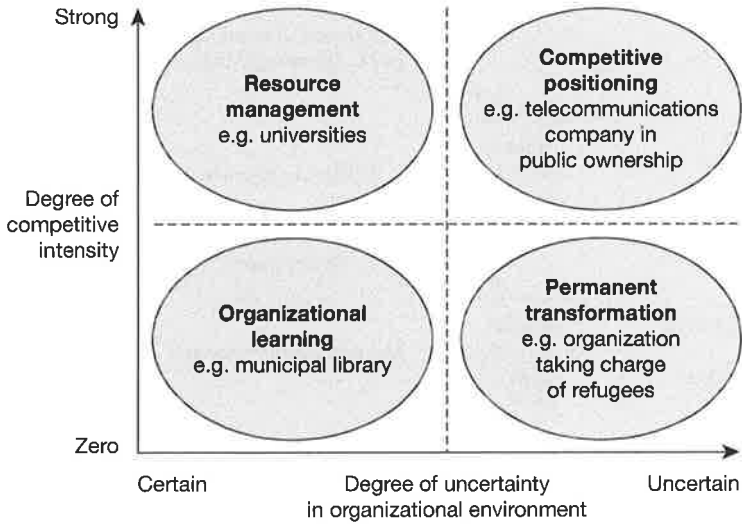 Strong
Resource
management
e.g. universities
Competitive
positioning
e.g. telecommunications
company in
public ownership
Degree of
competitive
intensity
Organizational
learning
e.g. municipal library
Permanent
transformation
e.g. organization
taking charge
of refugees
Zero
Certain
Degree of uncertainty
in organizational environment
Uncertain